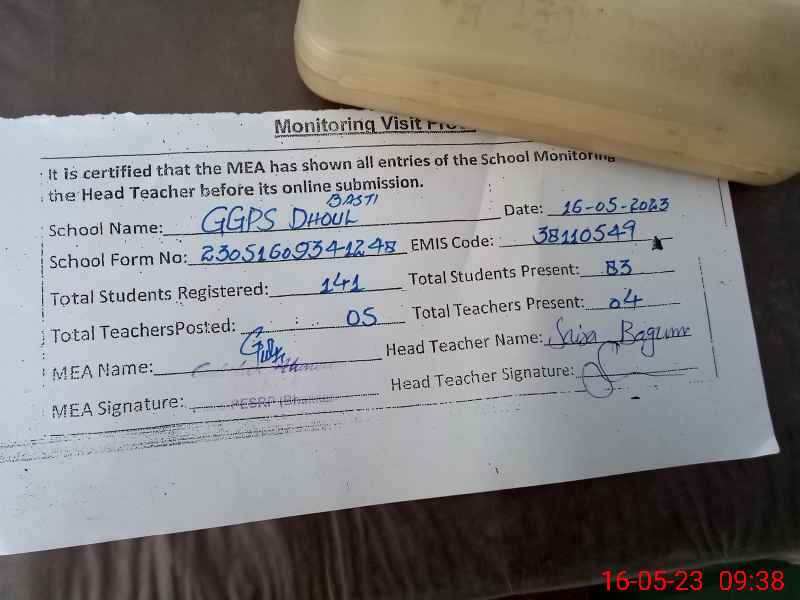 Monitoring Visit
It is certified that the MEA has shown all entries of the School Monitoring
the Head Teacher before its online submission.
BASTI
School Name: GGPS DHOUL Date: 16-05-2023
School Form No: 23051609341248 EMIS Code: 38110549
Total Students Registered: 141 Total Students Present: 83
Total TeachersPosted: 05 Total Teachers Present: 04
MEA Name: Head Teacher Name: Bagum
MEA Signature: Head Teacher Signature:
16-05-23 09:38